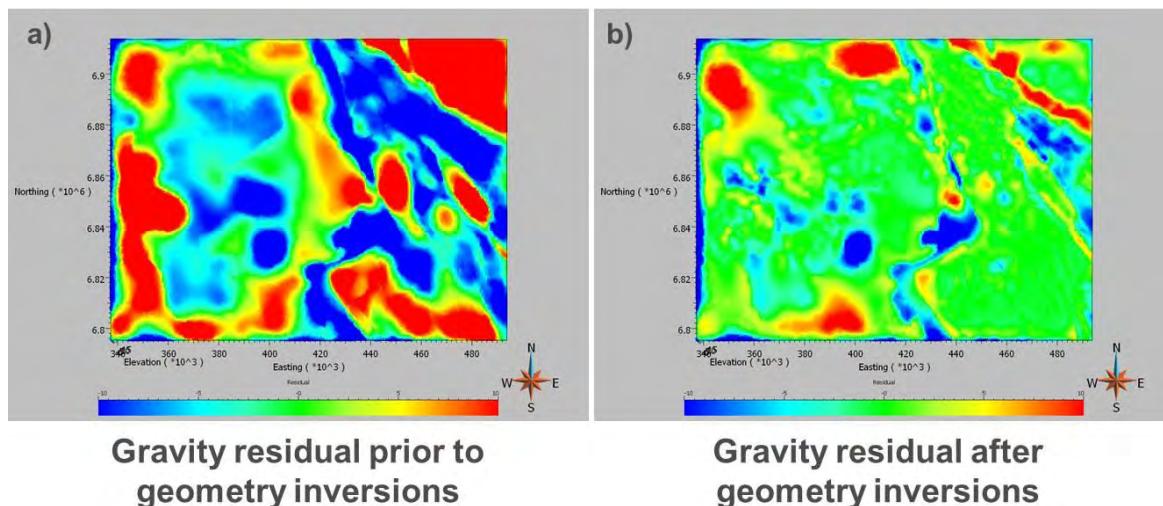 a)
6.9
6.88
6.86
Northing ( *10^6 )
6.84
6.82
6.8
360 380 400 420 440 460 480
Elevation ( *10^3 )
Easting ( *10^3 )
Residual
-10 -5 -0 5 10
N
W E
S
Gravity residual prior to
geometry inversions
b)
6.9
6.88
6.86
Northing ( *10^6 )
6.84
6.82
6.8
360 380 400 420 440 460 480
Elevation ( *10^3 )
Easting ( *10^3 )
Residual
-10 -5 -0 5 10
N
W E
S
Gravity residual after
geometry inversions